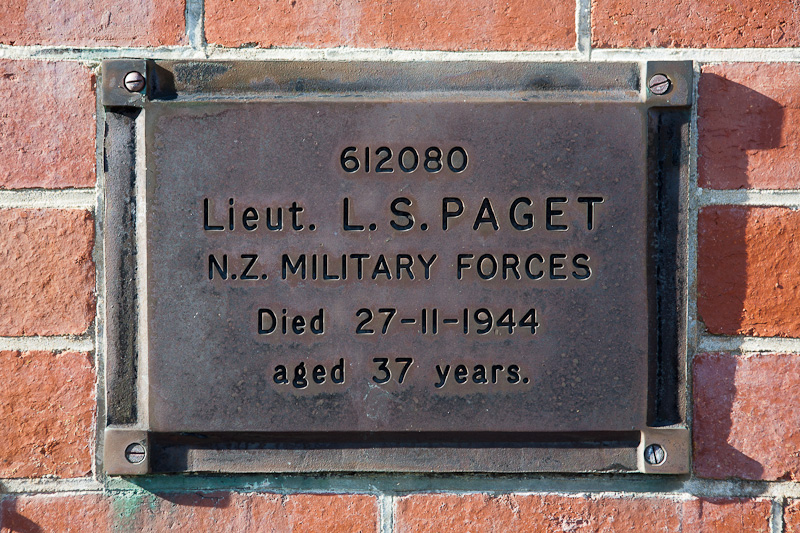 612080
Lieut. L.S. PAGET
N.Z. MILITARY FORCES
Died 27-11-1944
aged 37 years.